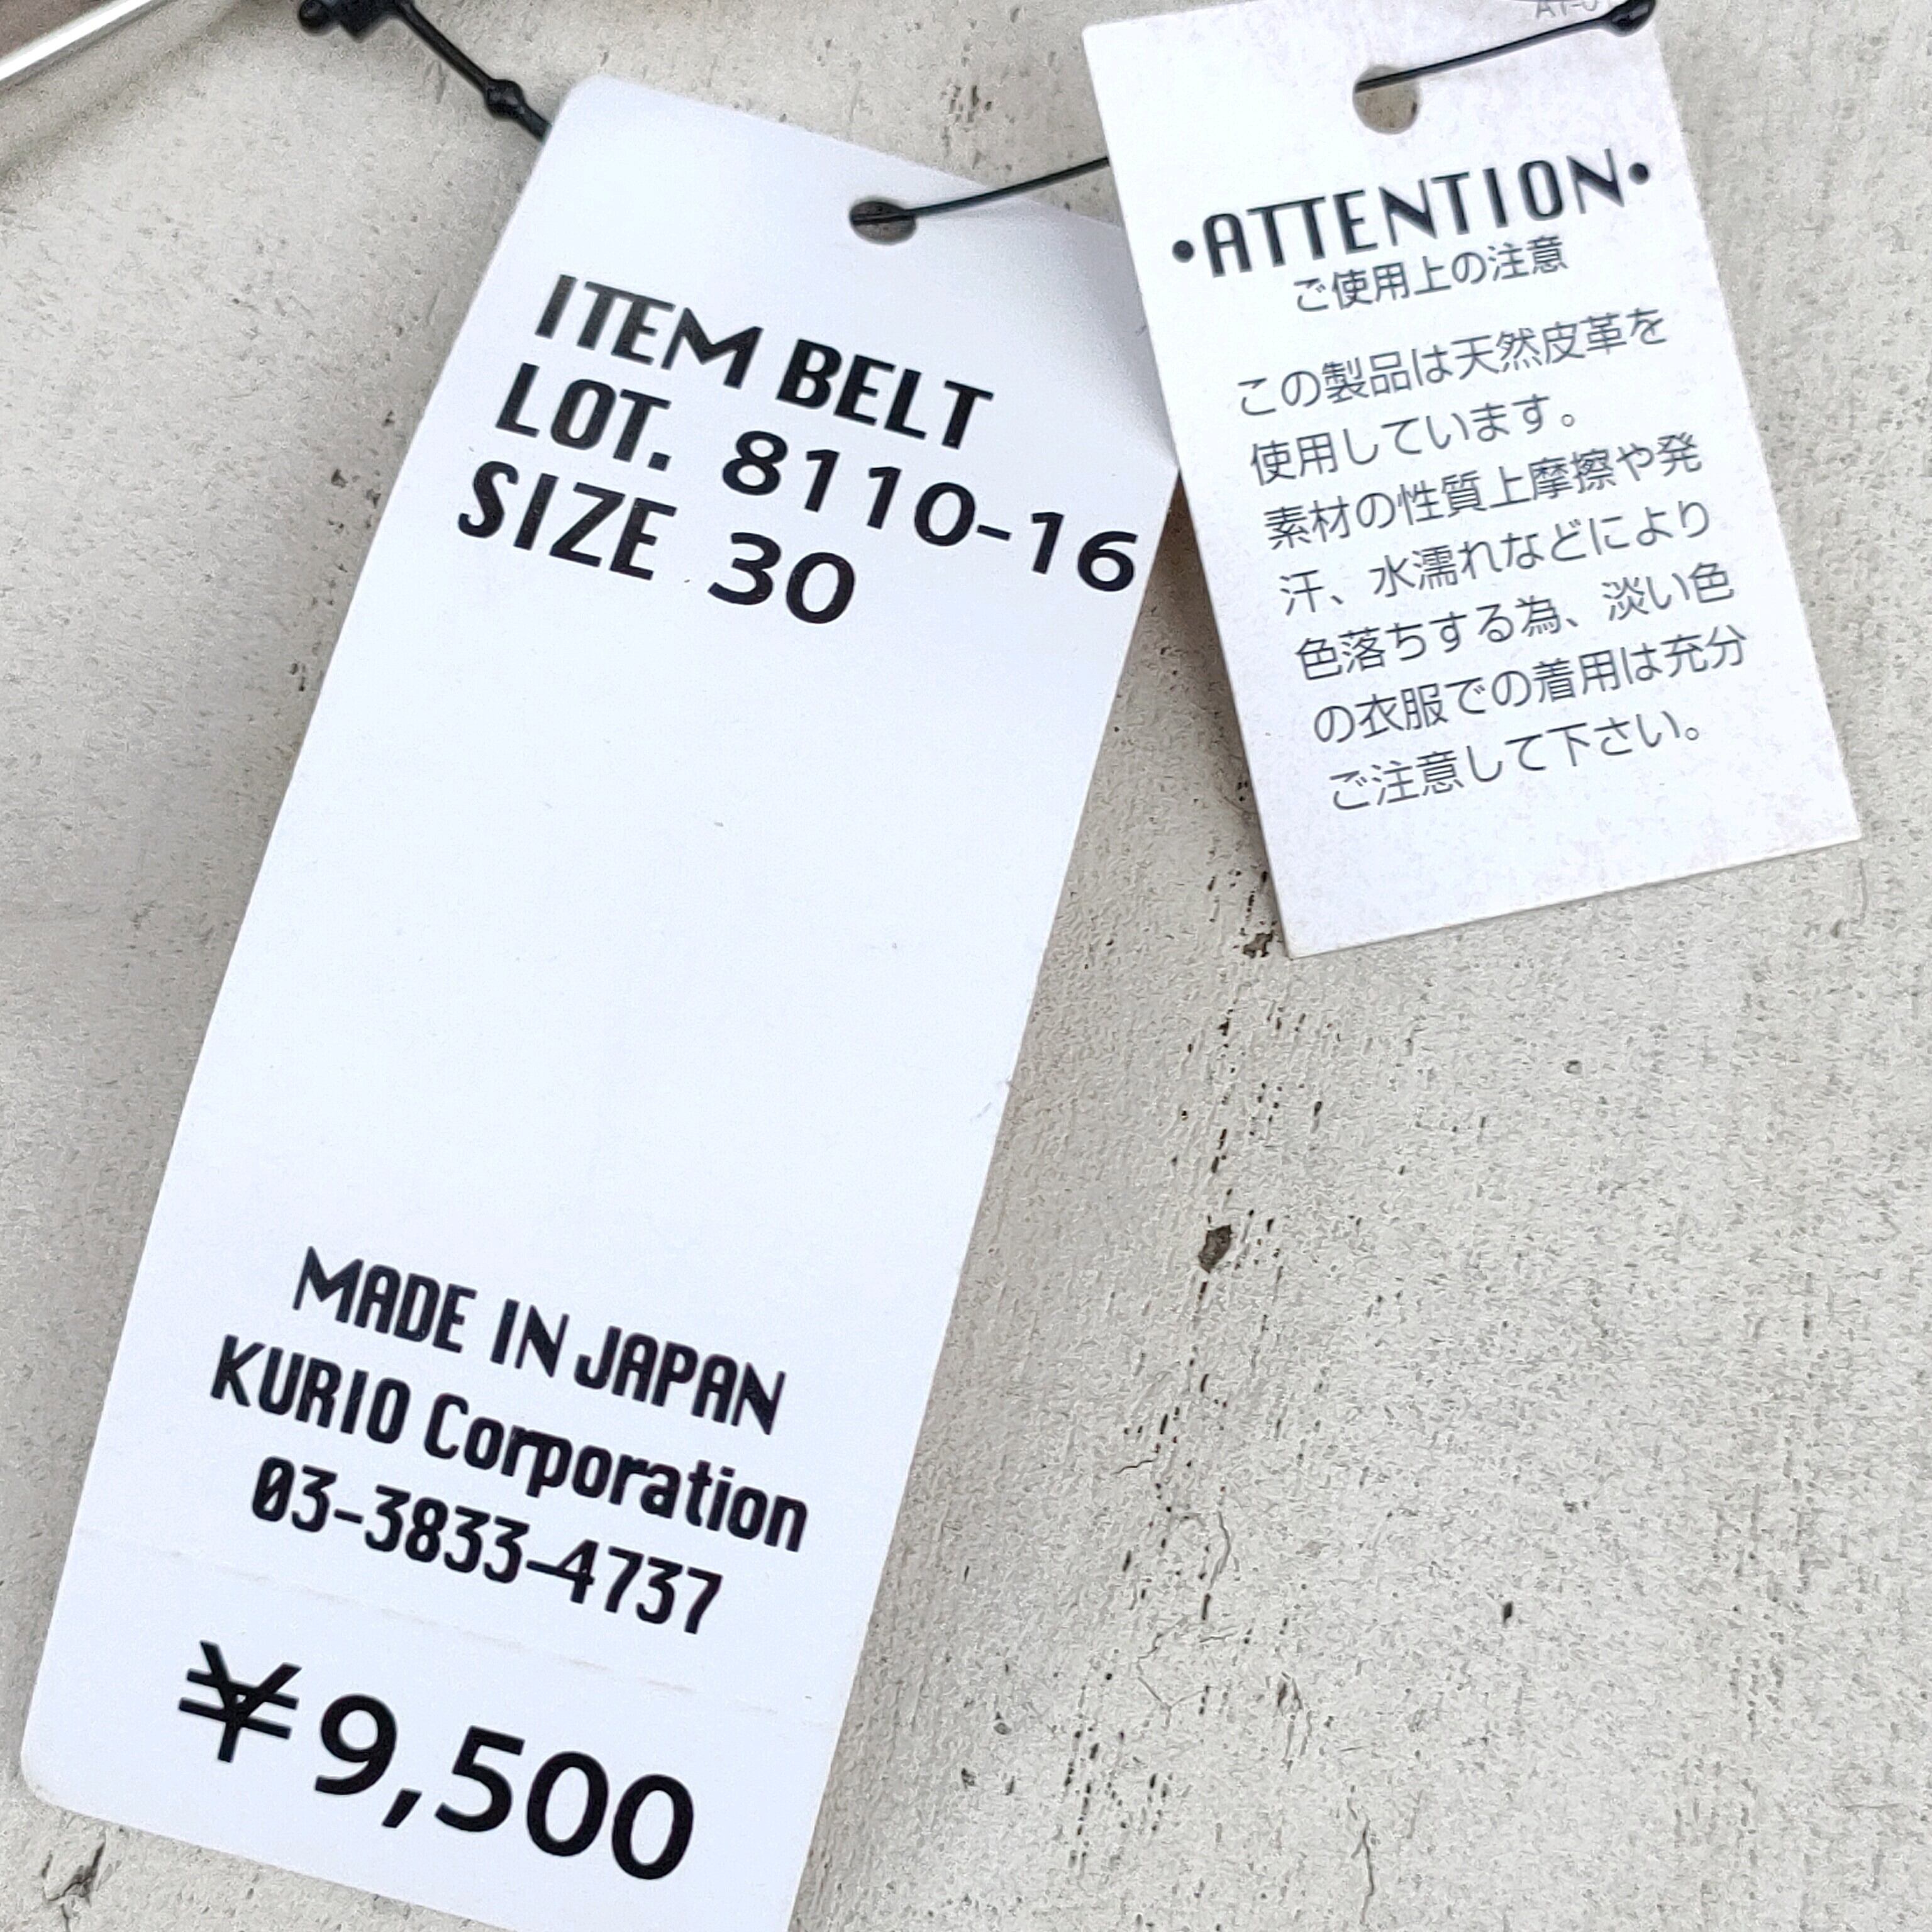 ITEM BELT
LOT. 8110-16
SIZE 30
MADE IN JAPAN
KURIO Corporation
03-3833-4737
¥9,500
•ATTENTION•
ご使用上の注意
この製品は天然皮革を
使用しています。
素材の性質上摩擦や発
汗、水濡れなどにより
色落ちする為、淡い色
の衣服での着用は充分
ご注意して下さい。